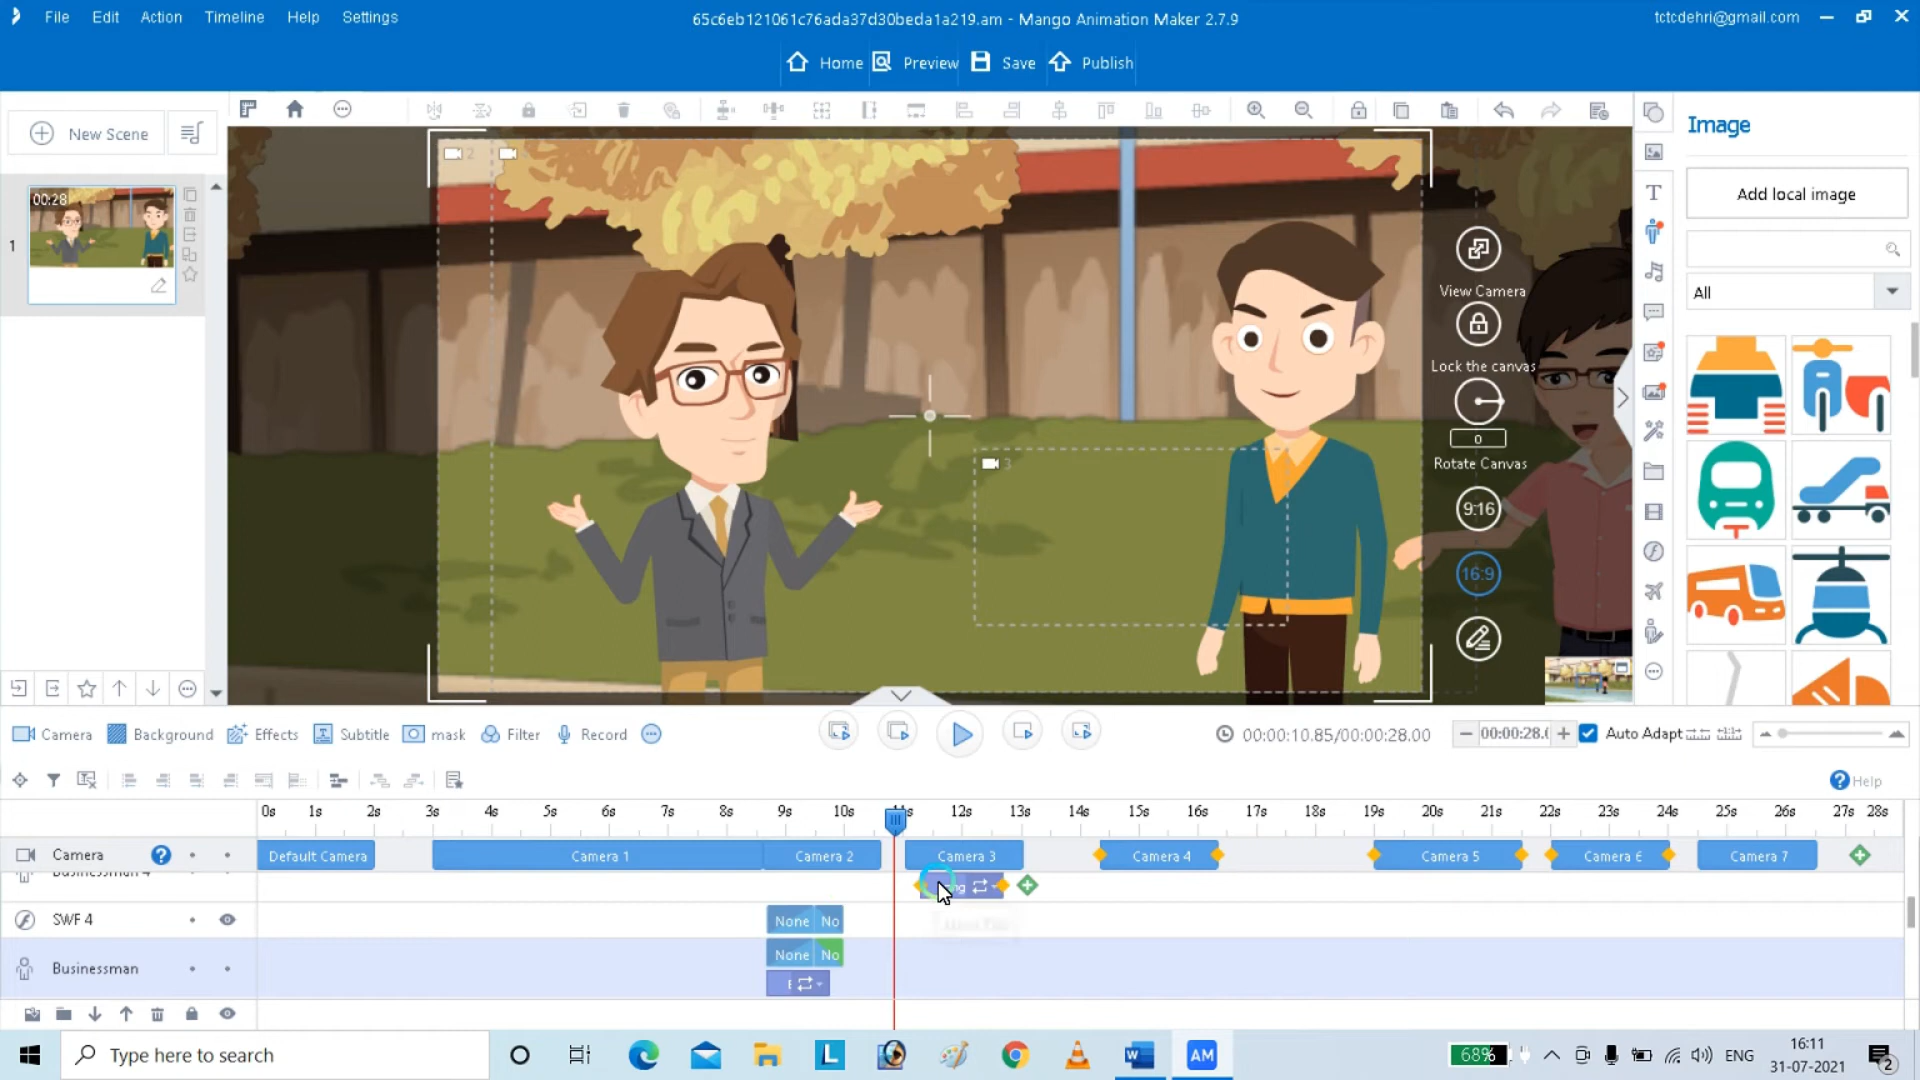 File Edit Action Timeline Help Settings
65c6eb121061c76ada37d30beda1a219.am - Mango Animation Maker 2.7.9
tctcdehri@gmail.com
Home Preview Save Publish
New Scene
00:28
1
2
3
View Camera
Lock the canvas
0
Rotate Canvas
9:16
16:9
Image
Add local image
All
Camera Background Effects Subtitle mask Filter Record
00:00:10.85/00:00:28.00
00:00:28.(
Auto Adapt
Help
0s 1s 2s 3s 4s 5s 6s 7s 8s 9s 10s 11s 12s 13s 14s 15s 16s 17s 18s 19s 20s 21s 22s 23s 24s 25s 26s 27s 28s
Camera
Default Camera Camera 1 Camera 2 Camera 3 Camera 4 Camera 5 Camera 6 Camera 7
Businessman 4
SWF 4
None No
Businessman
None No
Type here to search
68%
ENG
16:11
31-07-2021
2